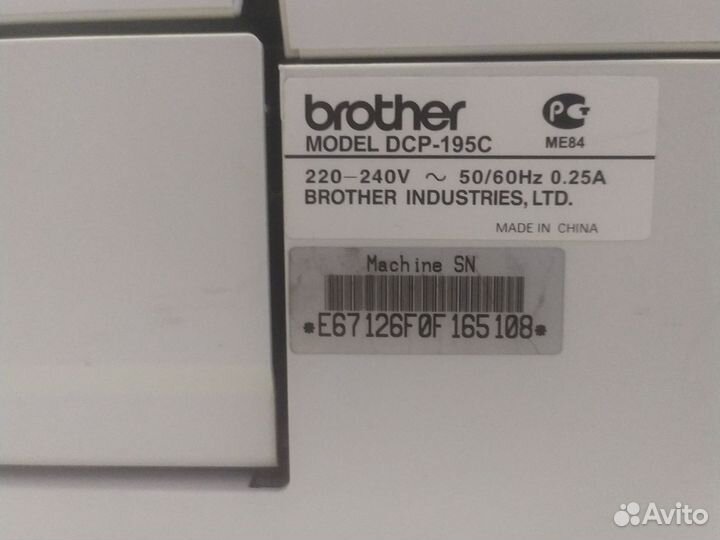 brother
MODEL DCP-195C
РСТ
ME84
220-240V ~ 50/60Hz 0.25A
BROTHER INDUSTRIES, LTD.
MADE IN CHINA
Machine SN
*E67126F0F165108*
Avito